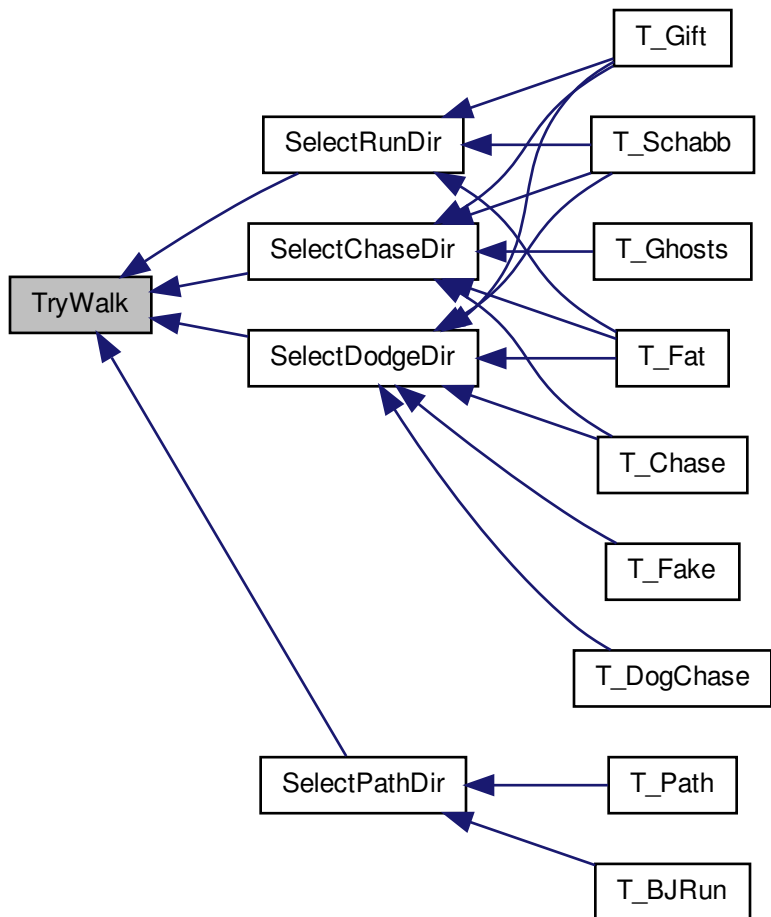 T_Gift
SelectRunDir
T_Schabb
SelectChaseDir
T_Ghosts
TryWalk
SelectDodgeDir
T_Fat
T_Chase
T_Fake
T_DogChase
SelectPathDir
T_Path
T_BJRun